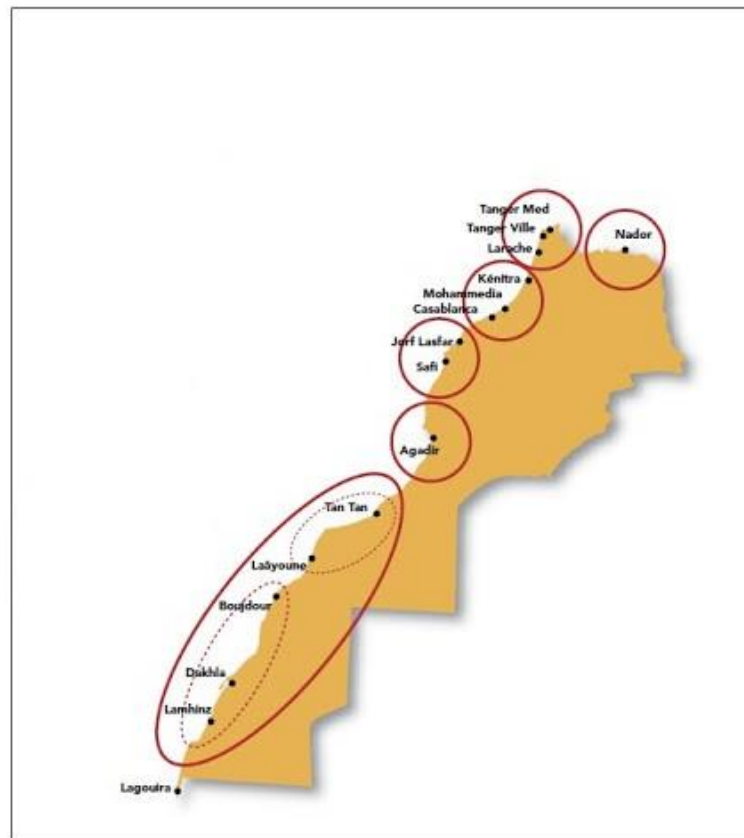 Tanger Med
Tanger Ville
Nador
Larache
Kénitra
Mohammedia
Casablanca
Jorf Lasfar
Safi
Agadir
Tan Tan
Laâyoune
Boujdour
Dakhla
Lamhinz
Lagouira